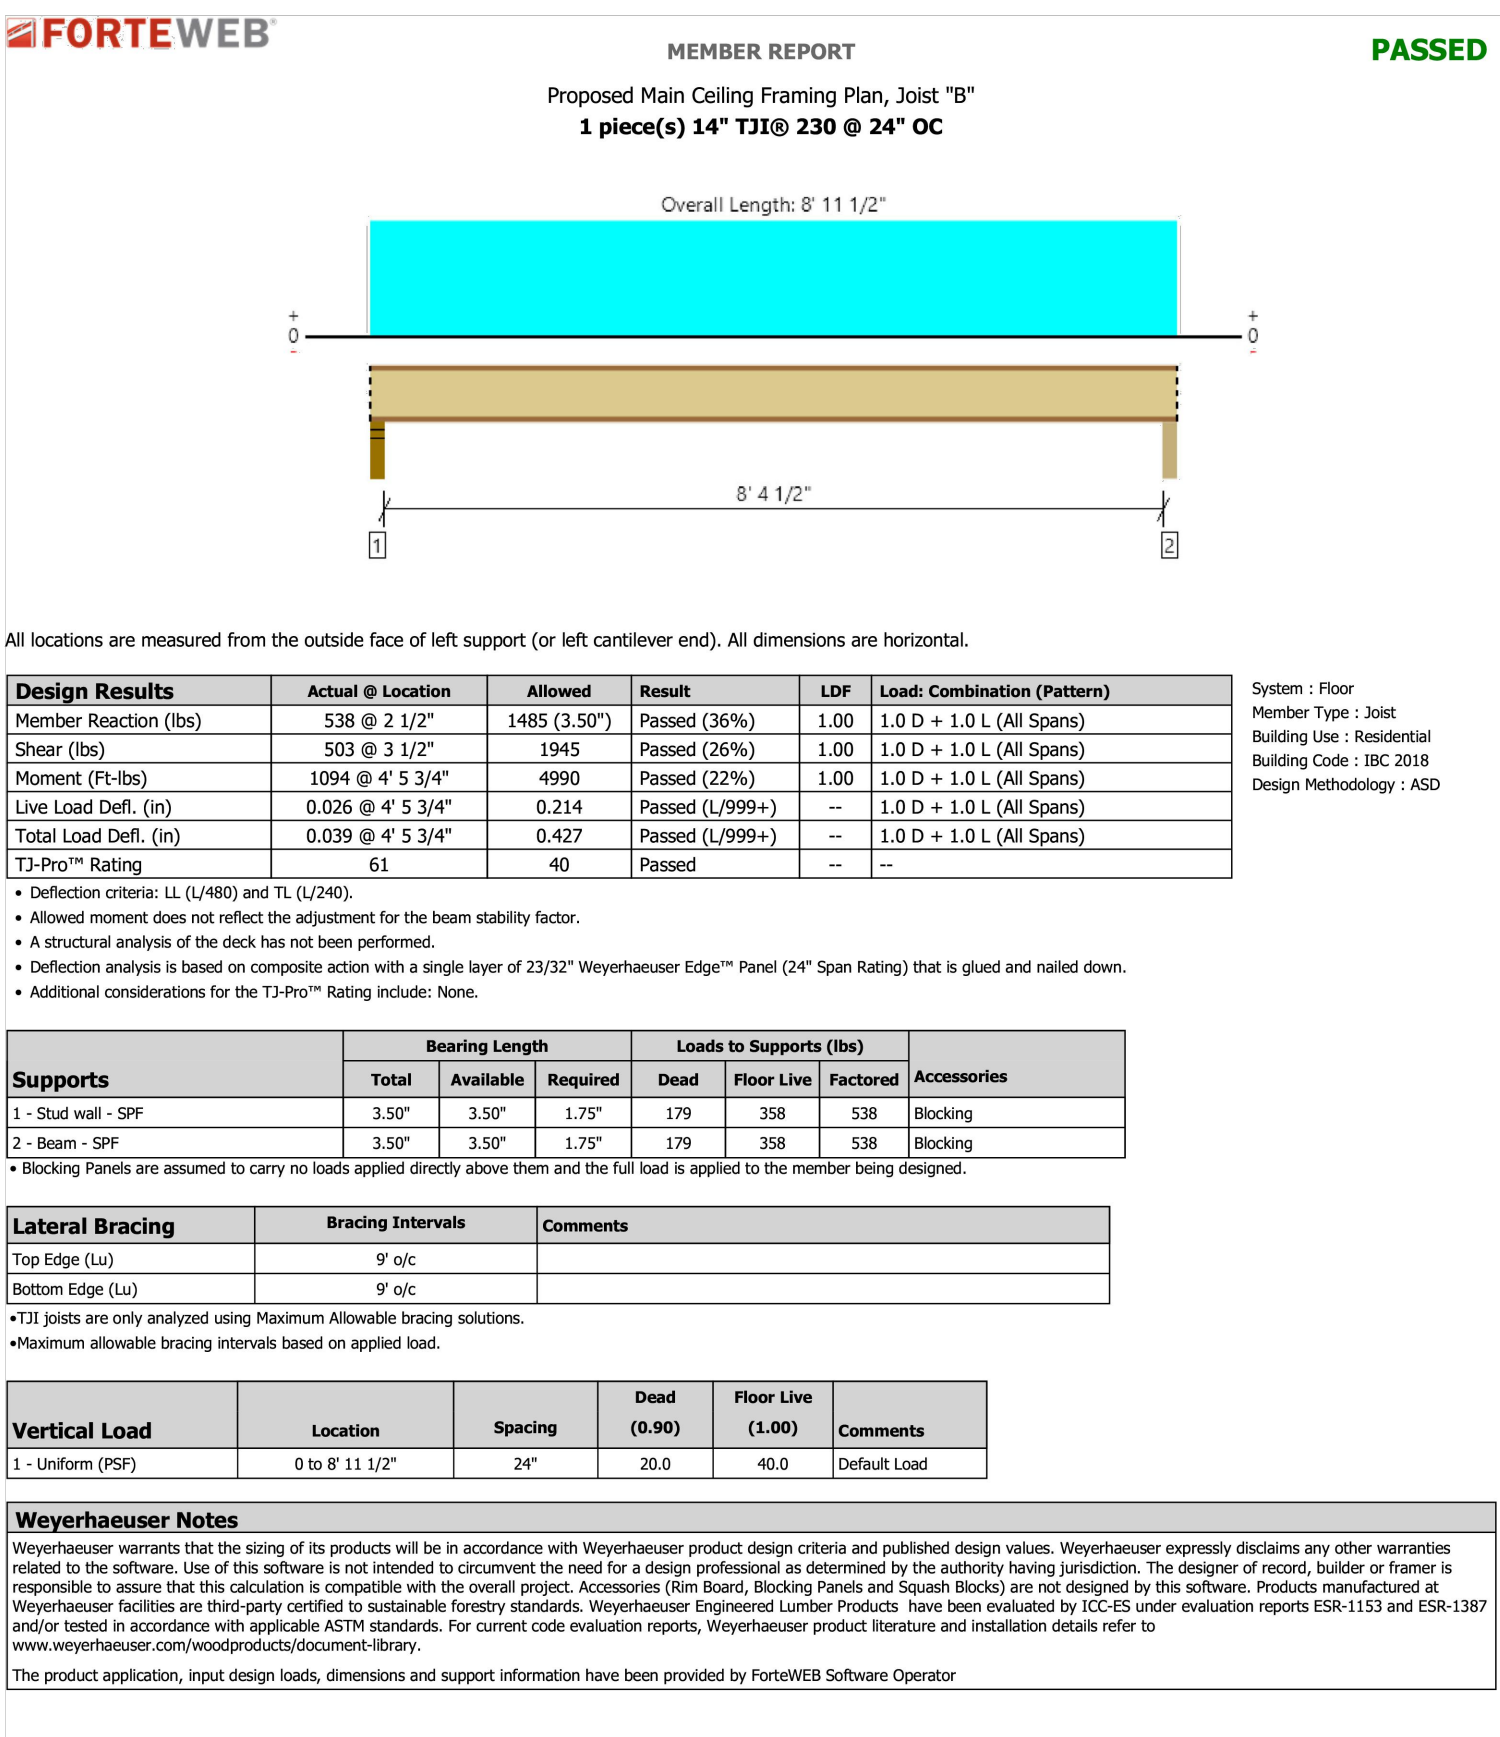 FORTEWEB®
MEMBER REPORT
PASSED
Proposed Main Ceiling Framing Plan, Joist "B"
1 piece(s) 14" TJI® 230 @ 24" OC
Overall Length: 8' 11 1/2"
+ +
0 0
- -
8' 4 1/2"
1 2
All locations are measured from the outside face of left support (or left cantilever end). All dimensions are horizontal.
Design Results Actual @ Location Allowed Result LDF Load: Combination (Pattern)
Member Reaction (lbs) 538 @ 2 1/2" 1485 (3.50") Passed (36%) 1.00 1.0 D + 1.0 L (All Spans)
Shear (lbs) 503 @ 3 1/2" 1945 Passed (26%) 1.00 1.0 D + 1.0 L (All Spans)
Moment (Ft-lbs) 1094 @ 4' 5 3/4" 4990 Passed (22%) 1.00 1.0 D + 1.0 L (All Spans)
Live Load Defl. (in) 0.026 @ 4' 5 3/4" 0.214 Passed (L/999+) -- 1.0 D + 1.0 L (All Spans)
Total Load Defl. (in) 0.039 @ 4' 5 3/4" 0.427 Passed (L/999+) -- 1.0 D + 1.0 L (All Spans)
TJ-Pro™ Rating 61 40 Passed -- --
System : Floor
Member Type : Joist
Building Use : Residential
Building Code : IBC 2018
Design Methodology : ASD
• Deflection criteria: LL (L/480) and TL (L/240).
• Allowed moment does not reflect the adjustment for the beam stability factor.
• A structural analysis of the deck has not been performed.
• Deflection analysis is based on composite action with a single layer of 23/32" Weyerhaeuser Edge™ Panel (24" Span Rating) that is glued and nailed down.
• Additional considerations for the TJ-Pro™ Rating include: None.
Bearing Length Loads to Supports (lbs)
Supports Total Available Required Dead Floor Live Factored Accessories
1 - Stud wall - SPF 3.50" 3.50" 1.75" 179 358 538 Blocking
2 - Beam - SPF 3.50" 3.50" 1.75" 179 358 538 Blocking
• Blocking Panels are assumed to carry no loads applied directly above them and the full load is applied to the member being designed.
Lateral Bracing Bracing Intervals Comments
Top Edge (Lu) 9' o/c
Bottom Edge (Lu) 9' o/c
•TJI joists are only analyzed using Maximum Allowable bracing solutions.
•Maximum allowable bracing intervals based on applied load.
Dead Floor Live
Vertical Load Location Spacing (0.90) (1.00) Comments
1 - Uniform (PSF) 0 to 8' 11 1/2" 24" 20.0 40.0 Default Load
Weyerhaeuser Notes
Weyerhaeuser warrants that the sizing of its products will be in accordance with Weyerhaeuser product design criteria and published design values. Weyerhaeuser expressly disclaims any other warranties
related to the software. Use of this software is not intended to circumvent the need for a design professional as determined by the authority having jurisdiction. The designer of record, builder or framer is
responsible to assure that this calculation is compatible with the overall project. Accessories (Rim Board, Blocking Panels and Squash Blocks) are not designed by this software. Products manufactured at
Weyerhaeuser facilities are third-party certified to sustainable forestry standards. Weyerhaeuser Engineered Lumber Products have been evaluated by ICC-ES under evaluation reports ESR-1153 and ESR-1387
and/or tested in accordance with applicable ASTM standards. For current code evaluation reports, Weyerhaeuser product literature and installation details refer to
www.weyerhaeuser.com/woodproducts/document-library.
The product application, input design loads, dimensions and support information have been provided by ForteWEB Software Operator